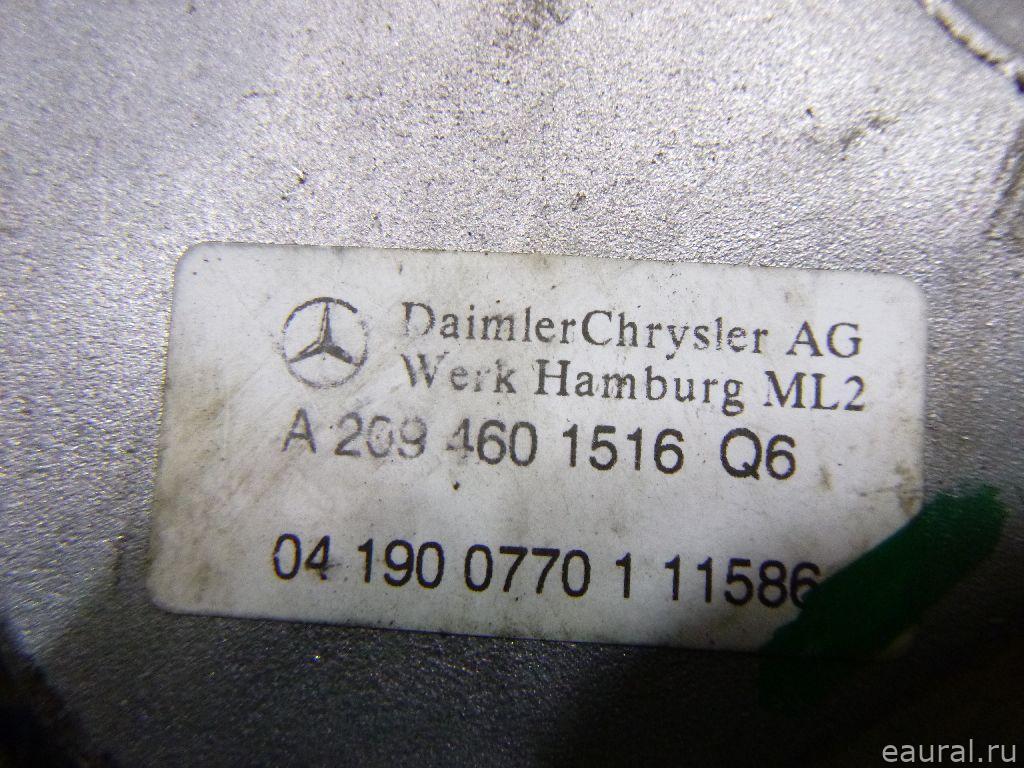 DaimlerChrysler AG
Werk Hamburg ML2
A 209 460 1516 Q6
04 190 0770 1 11586
eaural.ru